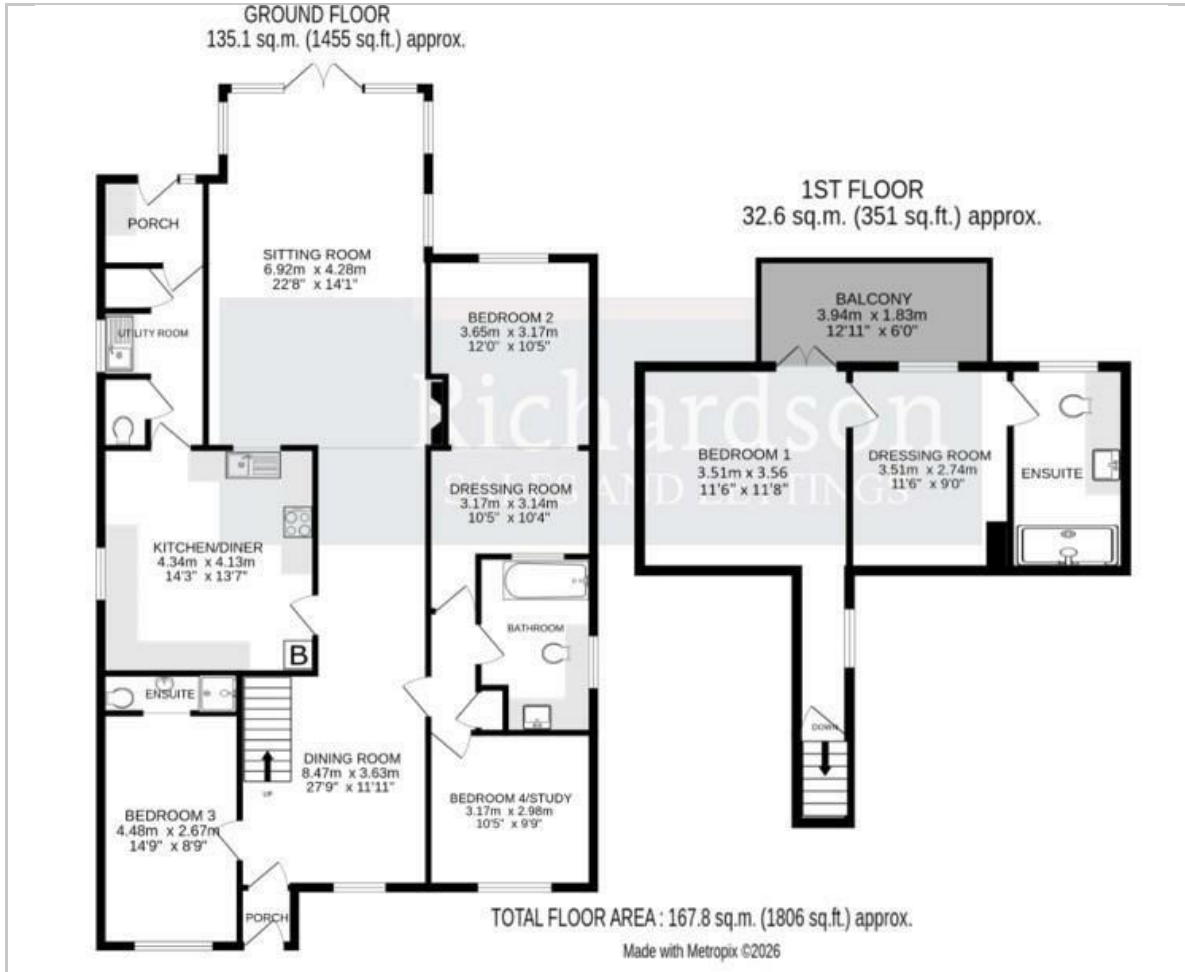 GROUND FLOOR
135.1 sq.m. (1455 sq.ft.) approx.
PORCH
SITTING ROOM
6.92m x 4.28m
22'8" x 14'1"
UTILITY ROOM
BEDROOM 2
3.65m x 3.17m
12'0" x 10'5"
DRESSING ROOM
3.17m x 3.14m
10'5" x 10'4"
KITCHEN/DINER
4.34m x 4.13m
14'3" x 13'7"
B
BATHROOM
ENSUITE
UP
DINING ROOM
8.47m x 3.63m
27'9" x 11'11"
BEDROOM 3
4.48m x 2.67m
14'9" x 8'9"
BEDROOM 4/STUDY
3.17m x 2.98m
10'5" x 9'9"
PORCH
1ST FLOOR
32.6 sq.m. (351 sq.ft.) approx.
BALCONY
3.94m x 1.83m
12'11" x 6'0"
BEDROOM 1
3.51m x 3.56
11'6" x 11'8"
DRESSING ROOM
3.51m x 2.74m
11'6" x 9'0"
ENSUITE
DOWN
Richardson
SALES AND LETTINGS
TOTAL FLOOR AREA : 167.8 sq.m. (1806 sq.ft.) approx.
Made with Metropix ©2026